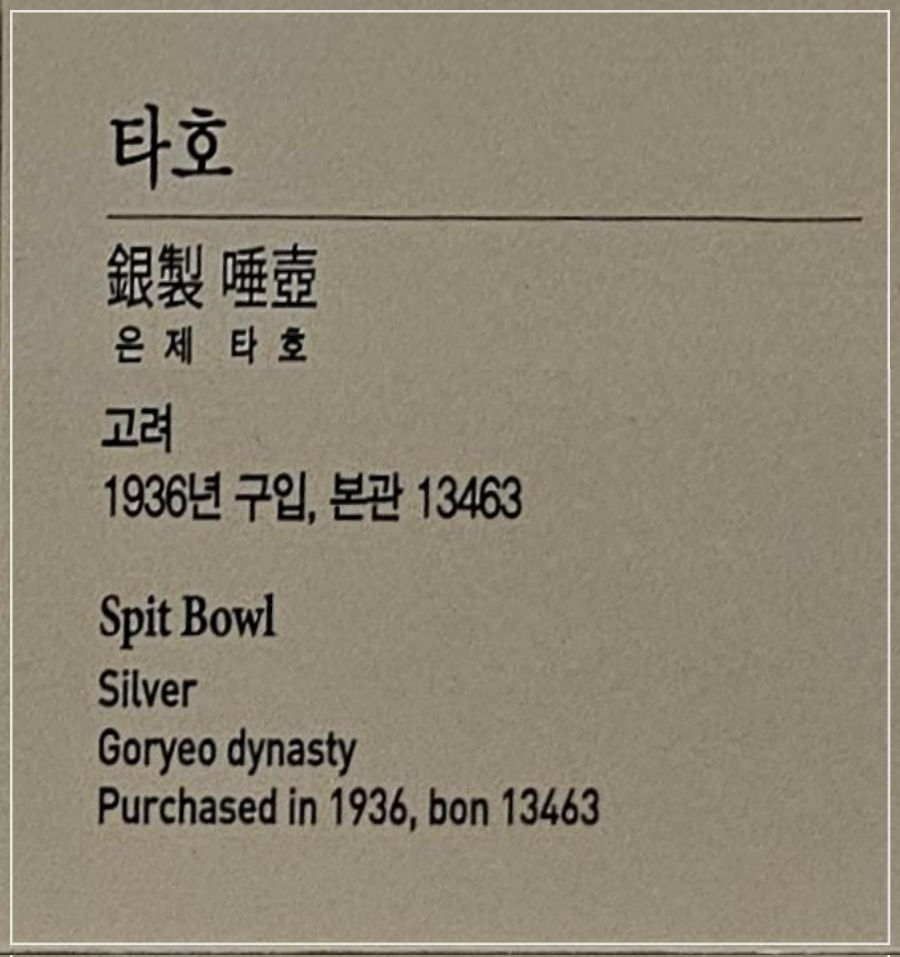 타호
銀製 唾壺
은제 타호
고려
1936년 구입, 본관 13463
Spit Bowl
Silver
Goryeo dynasty
Purchased in 1936, bon 13463